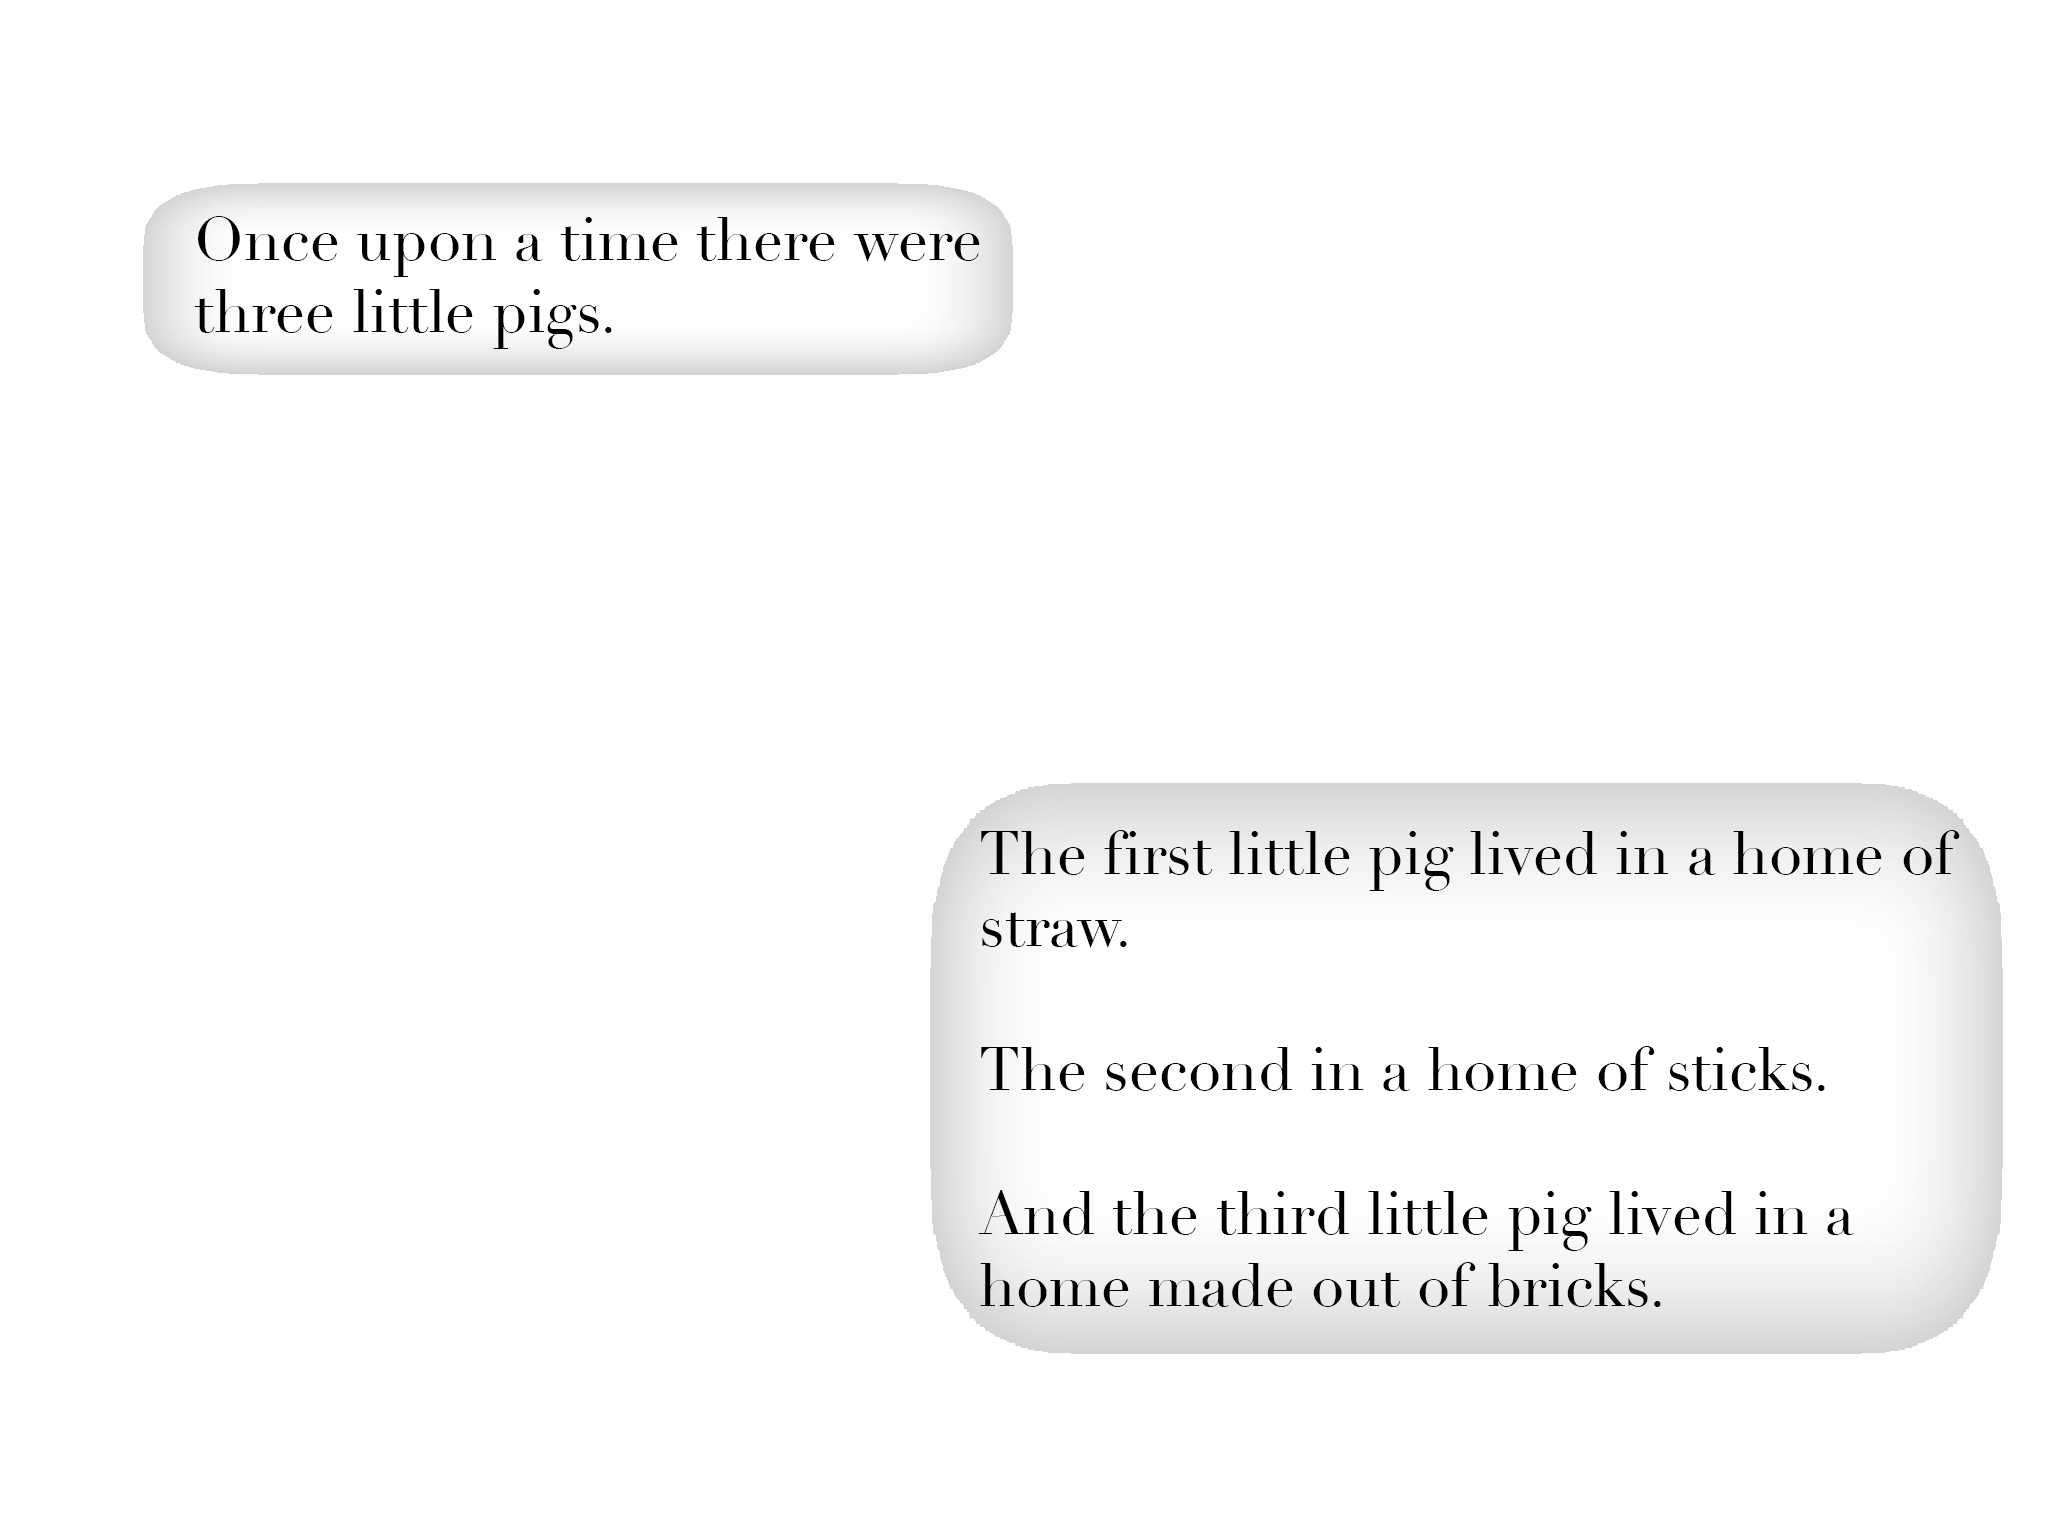 Once upon a time there were
three little pigs.
The first little pig lived in a home of
straw.
The second in a home of sticks.
And the third little pig lived in a
home made out of bricks.